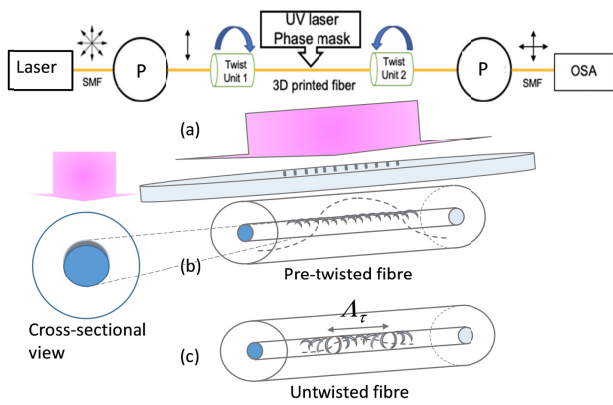 UV laser
Phase mask
Laser
SMF
P
Twist
Unit 1
3D printed fiber
Twist
Unit 2
P
SMF
OSA
(a)
(b)
Pre-twisted fibre
Cross-sectional
view
Λτ
(c)
Untwisted fibre